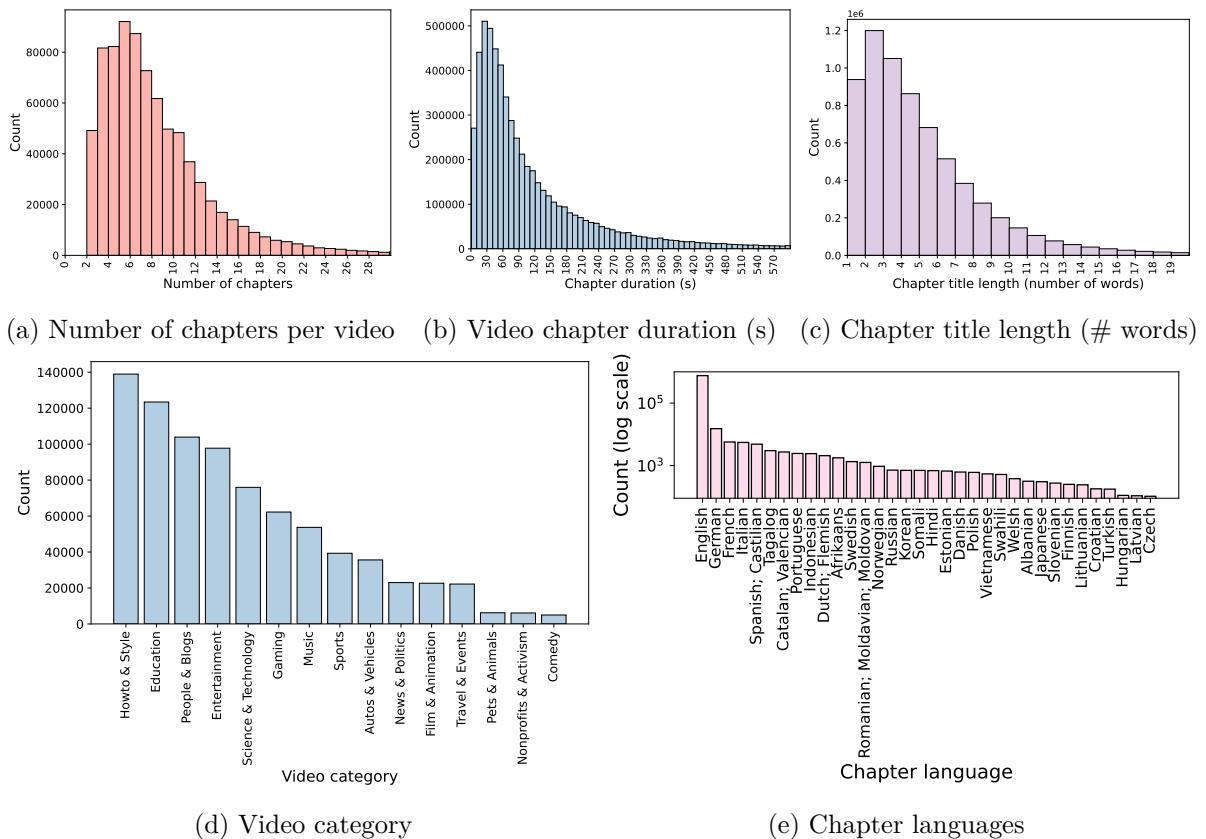 80000
60000
40000
20000
0
Count
0 2 4 6 8 10 12 14 16 18 20 22 24 26 28
Number of chapters
500000
400000
300000
200000
100000
0
Count
0 30 60 90 120 150 180 210 240 270 300 330 360 390 420 450 480 510 540 570
Chapter duration (s)
1e6
1.2
1.0
0.8
0.6
0.4
0.2
0.0
Count
1 2 3 4 5 6 7 8 9 10 11 12 13 14 15 16 17 18 19
Chapter title length (number of words)
(a) Number of chapters per video
(b) Video chapter duration (s)
(c) Chapter title length (# words)
140000
120000
100000
80000
60000
40000
20000
0
Count
Howto & Style
Education
People & Blogs
Entertainment
Science & Technology
Gaming
Music
Sports
Autos & Vehicles
News & Politics
Film & Animation
Travel & Events
Pets & Animals
Nonprofits & Activism
Comedy
Video category
(d) Video category
10^5
10^3
Count (log scale)
English
German
French
Italian
Spanish; Castilian
Tagalog
Catalan; Valencian
Portuguese
Indonesian
Dutch; Flemish
Afrikaans
Swedish
Romanian; Moldavian; Moldovan
Norwegian
Russian
Korean
Somali
Hindi
Estonian
Danish
Polish
Vietnamese
Swahili
Welsh
Albanian
Japanese
Slovenian
Finnish
Lithuanian
Croatian
Turkish
Hungarian
Latvian
Czech
Chapter language
(e) Chapter languages